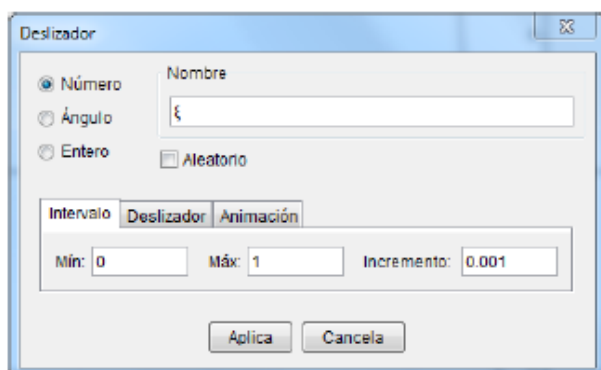 Deslizador
Número
Nombre
Ángulo
ξ
Entero
Aleatorio
Intervalo Deslizador Animación
Mín: 0 Máx: 1 Incremento: 0.001
Aplica Cancela